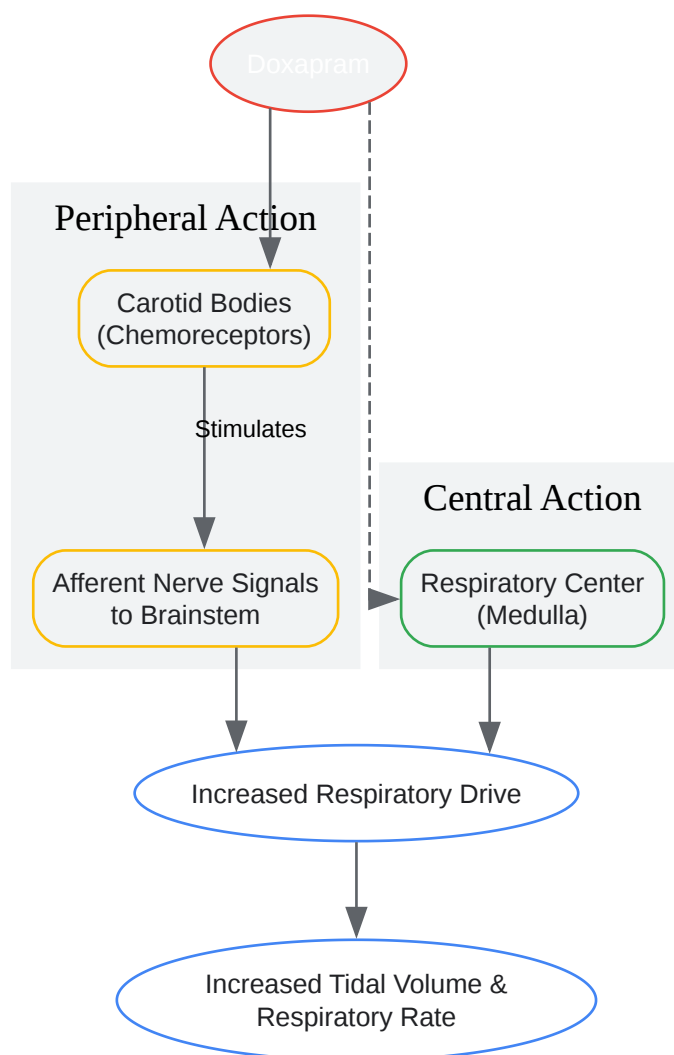 Doxapram
Peripheral Action
Carotid Bodies
(Chemoreceptors)
Stimulates
Central Action
Afferent Nerve Signals
to Brainstem
Respiratory Center
(Medulla)
Increased Respiratory Drive
Increased Tidal Volume &
Respiratory Rate